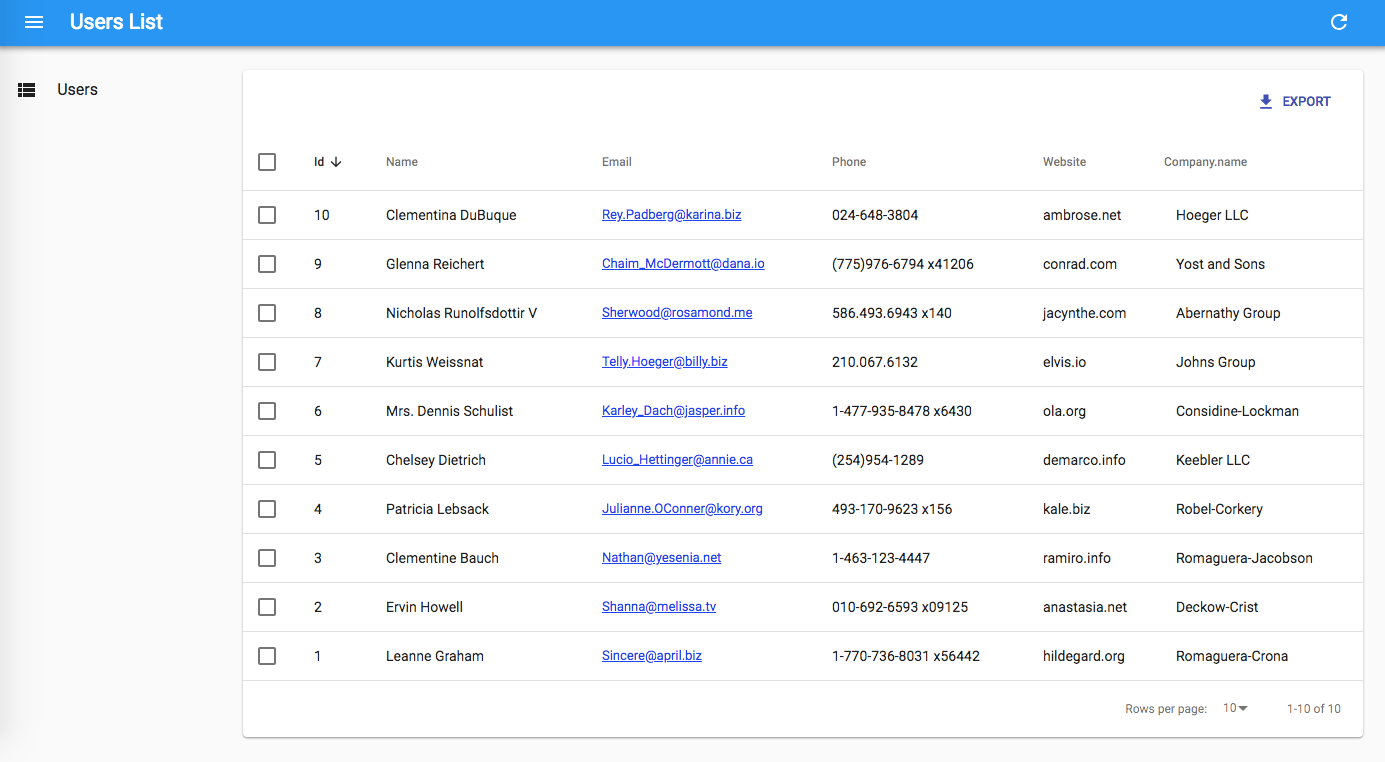 Users List
Users
EXPORT
Id Name Email Phone Website Company.name
10 Clementina DuBuque Rey.Padberg@karina.biz 024-648-3804 ambrose.net Hoeger LLC
9 Glenna Reichert Chaim_McDermott@dana.io (775)976-6794 x41206 conrad.com Yost and Sons
8 Nicholas Runolfsdottir V Sherwood@rosamond.me 586.493.6943 x140 jacynthe.com Abernathy Group
7 Kurtis Weissnat Telly.Hoeger@billy.biz 210.067.6132 elvis.io Johns Group
6 Mrs. Dennis Schulist Karley_Dach@jasper.info 1-477-935-8478 x6430 ola.org Considine-Lockman
5 Chelsey Dietrich Lucio_Hettinger@annie.ca (254)954-1289 demarco.info Keebler LLC
4 Patricia Lebsack Julianne.OConner@kory.org 493-170-9623 x156 kale.biz Robel-Corkery
3 Clementine Bauch Nathan@yesenia.net 1-463-123-4447 ramiro.info Romaguera-Jacobson
2 Ervin Howell Shanna@melissa.tv 010-692-6593 x09125 anastasia.net Deckow-Crist
1 Leanne Graham Sincere@april.biz 1-770-736-8031 x56442 hildegard.org Romaguera-Crona
Rows per page: 10 1-10 of 10